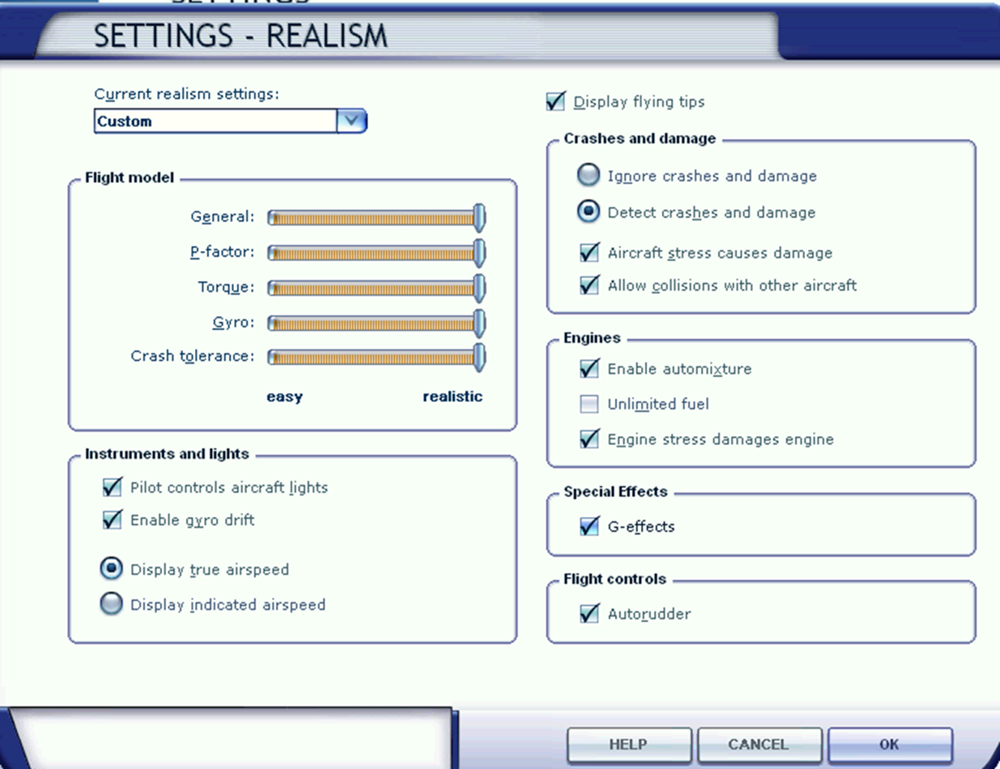 SETTINGS
SETTINGS - REALISM
Current realism settings:
Custom
Flight model
General:
P-factor:
Torque:
Gyro:
Crash tolerance:
easy realistic
Instruments and lights
Pilot controls aircraft lights
Enable gyro drift
Display true airspeed
Display indicated airspeed
Display flying tips
Crashes and damage
Ignore crashes and damage
Detect crashes and damage
Aircraft stress causes damage
Allow collisions with other aircraft
Engines
Enable automixture
Unlimited fuel
Engine stress damages engine
Special Effects
G-effects
Flight controls
Autorudder
HELP CANCEL OK